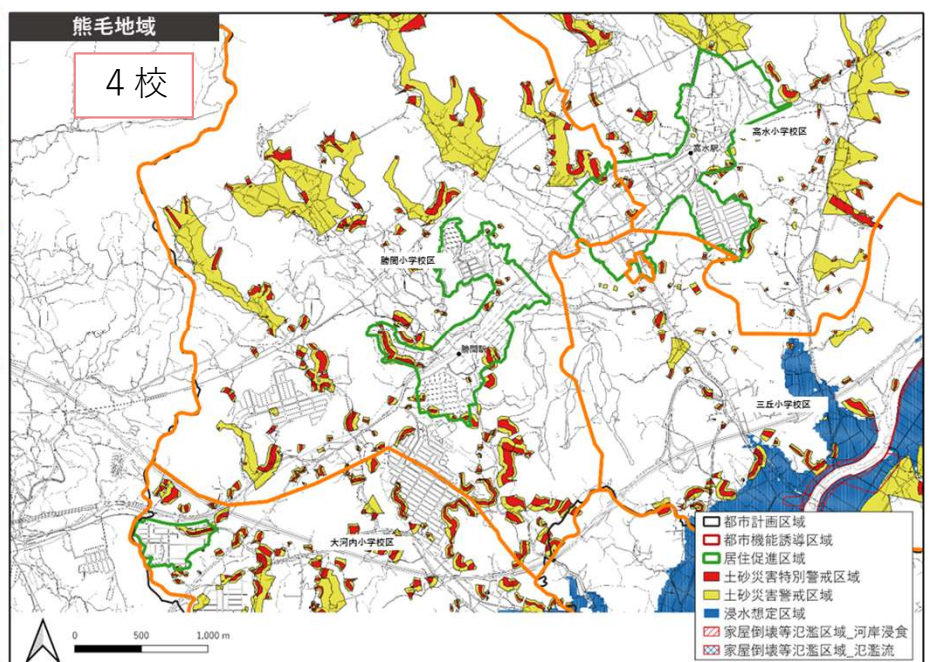 熊毛地域
4校
高水小学校区
高水駅
勝間小学校区
勝間駅
三丘小学校区
大河内小学校区
都市計画区域
都市機能誘導区域
居住促進区域
土砂災害特別警戒区域
土砂災害警戒区域
浸水想定区域
家屋倒壊等氾濫区域_河岸浸食
家屋倒壊等氾濫区域_氾濫流
0 500 1,000 m